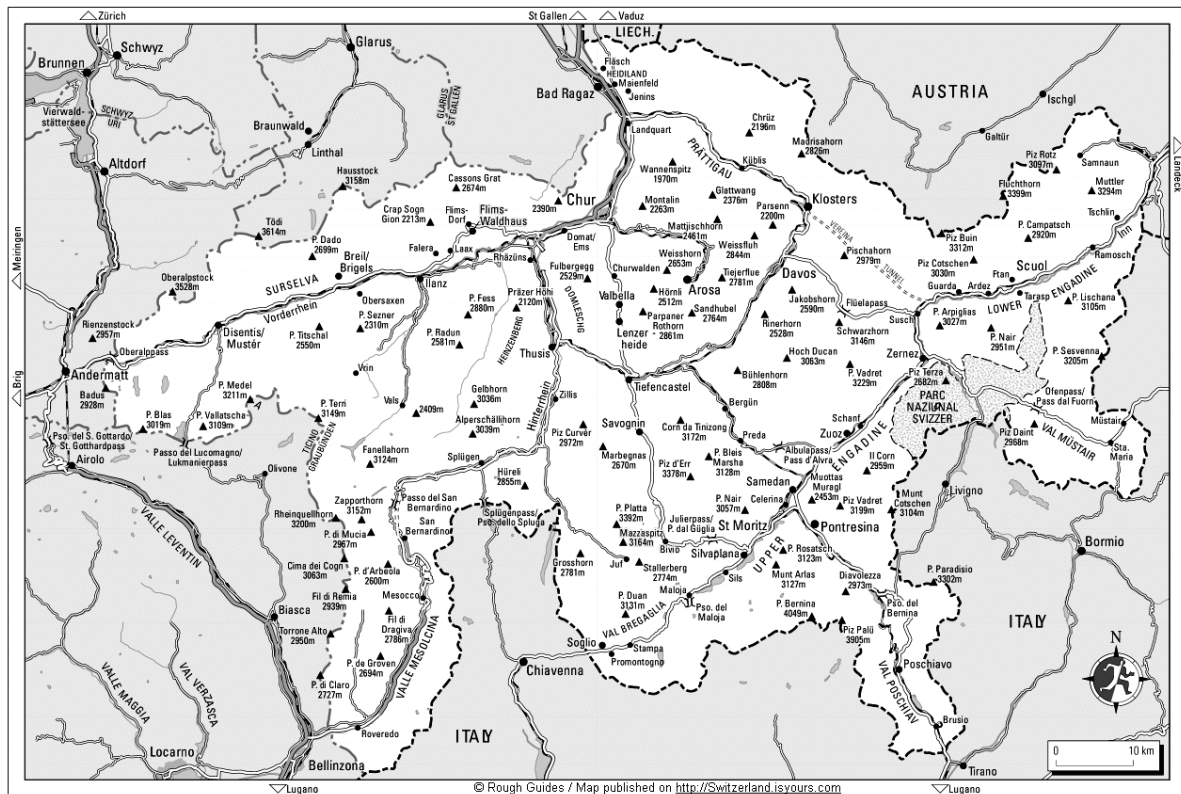 Zürich
St Gallen
Vaduz
LIECH.
Schwyz
Glarus
Brunnen
Fläsch
HEIDILAND
Maienfeld
Jenins
Bad Ragaz
AUSTRIA
Ischgl
Vierwald-
stättersee
SCHWYZ
URI
GLARUS
ST GALLEN
Braunwald
Linthal
Landquart
Chrüz
2196m
Galtür
Madrisahorn
2826m
Piz Rotz
3097m
Samnaun
Landeck
Altdorf
Hausstock
3158m
Cassons Grat
2674m
PRÄTTIGAU
Küblis
Wannenspitz
1970m
Fluchthorn
3399m
Muttler
3294m
Crap Sogn
Gion 2213m
Flims-
Dorf
Flims-
Waldhaus
2390m
Chur
Montalin
2263m
Glattwang
2376m
Parsenn
2200m
Klosters
Tschlin
Tödi
3614m
P. Dado
2699m
Falera
Laax
Domat/
Ems
Mattjischorn
2461m
Weissfluh
2844m
VEREINA
TUNNEL
Piz Buin
3312m
P. Campatsch
2920m
Inn
Meiringen
Breil/
Brigels
Rhäzüns
Fulbergegg
2529m
Churwalden
Weisshorn
2653m
Tiejerflue
2781m
Pischahorn
2979m
Piz Cotschen
3030m
Scuol
Ramosch
Oberalpstock
3528m
SURSELVA
Vorderrhein
Ilanz
Präzer Höhi
2120m
P. Fess
2880m
DOMLESCHG
Valbella
Hörnli
2512m
Arosa
Davos
Jakobshorn
2590m
Flüelapass
Guarda
Ardez
Ftan
LOWER
ENGADINE
Tarasp
P. Lischana
3105m
Obersaxen
P. Sezner
2310m
Parpaner
Rothorn
2861m
Sandhubel
2764m
Susch
Rienzenstock
2957m
Disentis/
Mustér
P. Titschal
2550m
P. Radun
2581m
HEINZENBERG
Thusis
Lenzer
heide
Rinerhorn
2528m
Schwarzhorn
3146m
P. Arpiglias
3027m
P. Nair
2951m
P. Sesvenna
3205m
Oberalppass
Hoch Ducan
3063m
Zernez
Brig
Andermatt
Vrin
Tiefencastel
Bühlenhorn
2808m
P. Vadret
3229m
Piz Terza
2682m
Ofenpass/
Pass dal Fuorn
Badus
2928m
P. Medel
3211m
Vals
2409m
Gelbhorn
3036m
Zillis
Bergün
PARC
NAZIUNAL
SVIZZER
Müstair
P. Blas
3019m
P. Vallatscha
3109m
P. Terri
3149m
TICINO
GRAUBÜNDEN
Alperschällihorn
3039m
Hinterrhein
Piz Curvèr
2972m
Savognin
Corn da Tinizong
3172m
Preda
Schanf
Zuoz
Piz Daint
2968m
VAL MÜSTAIR
Sta.
Maria
Pso. del S. Gottardo/
St. Gotthardpass
Airolo
Passo del Lucomagno/
Lukmanierpass
Olivone
Fanellahorn
3124m
Splügen
Marbegnas
2670m
Piz d'Err
3378m
P. Bleis
Marsha
3128m
Albulapass/
Pass d'Alvra
ENGADINE
Il Corn
2959m
Livigno
Hüreli
2855m
Samedan
Muottas
Muragl
2453m
Celerina
Zapporthorn
3152m
Passo del San
Bernardino
Rheinquellhorn
3200m
San
Bernardino
Splügenpass/
Pso. dello Spluga
P. Platta
3392m
P. Nair
3057m
Piz Vadret
3199m
Munt
Cotschen
3104m
VALLE LEVENTIN
P. di Mucia
2967m
Mazzaspitz
3164m
Julierpass/
P. dal Güglia
St Moritz
Pontresina
Bormio
Bivio
Silvaplana
UPPER
P. Rosatsch
3123m
Cima dei Cogn
3063m
P. d'Arbeola
2600m
Grosshorn
2781m
Juf
Stallerberg
2774m
Sils
Munt Arlas
3127m
Diavolezza
2973m
P. Paradisio
3302m
Fil di Remia
2939m
Mesocco
P. Duan
3131m
Maloja
Pso. del
Maloja
P. Bernina
4049m
Pso. del
Bernina
Biasca
Fil di
Dragiva
2786m
VALLE MESOLCINA
Torrone Alto
2950m
Soglio
VAL BREGAGLIA
Stampa
Promontogno
Piz Palü
3905m
ITALY
N
P. de Groven
2694m
Chiavenna
Poschiavo
VAL POSCHIAV
P. di Claro
2727m
VALLE MAGGIA
VAL VERZASCA
Roveredo
ITALY
Brusio
Locarno
Bellinzona
0 10 km
Tirano
Lugano
© Rough Guides / Map published on http://Switzerland.isyours.com
Lugano